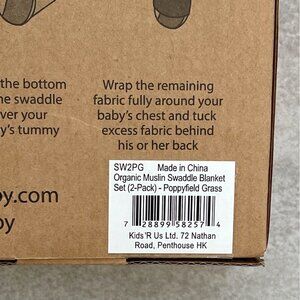 the bottom
e swaddle
ver your
y's tummy
Wrap the remaining
fabric fully around your
baby's chest and tuck
excess fabric behind
his or her back
oy.com
oy
SW2PG Made in China
Organic Muslin Swaddle Blanket
Set (2-Pack) - Poppyfield Grass
7 28899 58257 4
Kids'R Us Ltd. 72 Nathan
Road, Penthouse HK